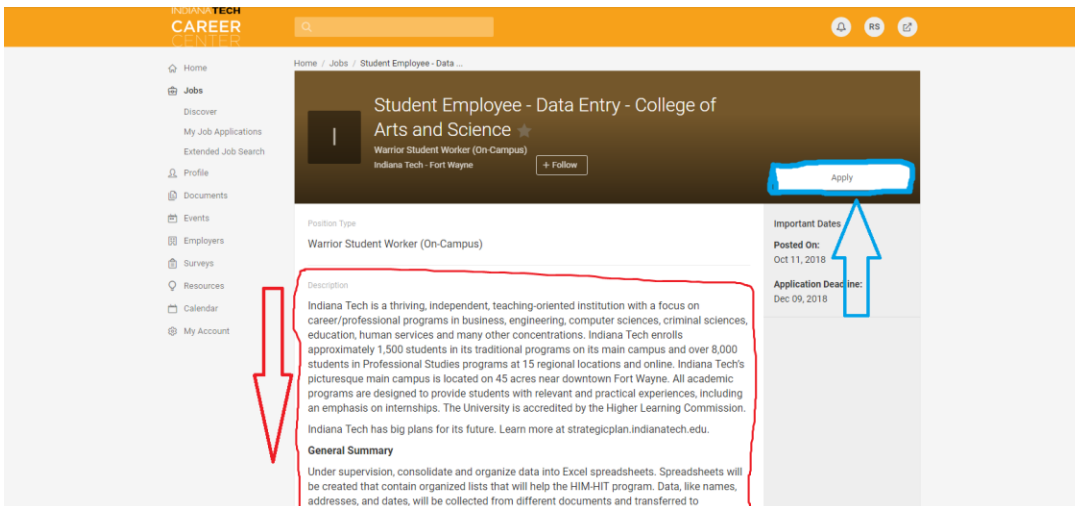 INDIANA TECH
CAREER
CENTER
RS
Home
Jobs
Discover
My Job Applications
Extended Job Search
Profile
Documents
Events
Employers
Surveys
Resources
Calendar
My Account
Home / Jobs / Student Employee - Data ...
I
Student Employee - Data Entry - College of
Arts and Science
Warrior Student Worker (On-Campus)
Indiana Tech - Fort Wayne
+ Follow
Apply
Position Type
Warrior Student Worker (On-Campus)
Description
Indiana Tech is a thriving, independent, teaching-oriented institution with a focus on
career/professional programs in business, engineering, computer sciences, criminal sciences,
education, human services and many other concentrations. Indiana Tech enrolls
approximately 1,500 students in its traditional programs on its main campus and over 8,000
students in Professional Studies programs at 15 regional locations and online. Indiana Tech's
picturesque main campus is located on 45 acres near downtown Fort Wayne. All academic
programs are designed to provide students with relevant and practical experiences, including
an emphasis on internships. The University is accredited by the Higher Learning Commission.
Indiana Tech has big plans for its future. Learn more at strategicplan.indianatech.edu.
General Summary
Under supervision, consolidate and organize data into Excel spreadsheets. Spreadsheets will
be created that contain organized lists that will help the HIM-HIT program. Data, like names,
addresses, and dates, will be collected from different documents and transferred to
Important Dates
Posted On:
Oct 11, 2018
Application Deadline:
Dec 09, 2018